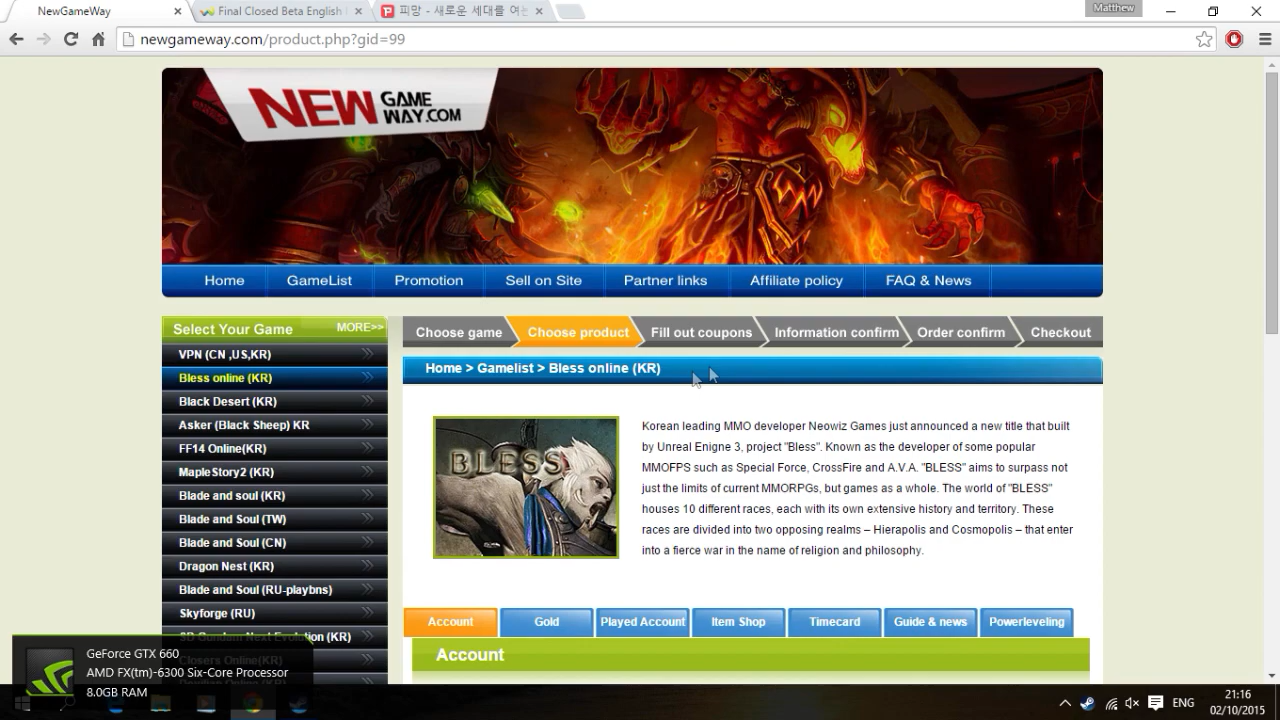 NewGameWay
Final Closed Beta English
피망 - 새로운 세대를 여는
Matthew
newgameway.com/product.php?gid=99
NEW GAME WAY.COM
Home GameList Promotion Sell on Site Partner links Affiliate policy FAQ & News
Select Your Game MORE>>
VPN (CN ,US,KR)
Bless online (KR)
Black Desert (KR)
Asker (Black Sheep) KR
FF14 Online(KR)
MapleStory2 (KR)
Blade and soul (KR)
Blade and Soul (TW)
Blade and Soul (CN)
Dragon Nest (KR)
Blade and Soul (RU-playbns)
Skyforge (RU)
SD Gundam Next Evolution (KR)
Closers Online(KR)
Choose game Choose product Fill out coupons Information confirm Order confirm Checkout
Home > Gamelist > Bless online (KR)
BLESS
Korean leading MMO developer Neowiz Games just announced a new title that built
by Unreal Enigne 3, project "Bless". Known as the developer of some popular
MMOFPS such as Special Force, CrossFire and A.V.A. "BLESS" aims to surpass not
just the limits of current MMORPGs, but games as a whole. The world of "BLESS"
houses 10 different races, each with its own extensive history and territory. These
races are divided into two opposing realms – Hierapolis and Cosmopolis – that enter
into a fierce war in the name of religion and philosophy.
Account Gold Played Account Item Shop Timecard Guide & news Powerleveling
Account
GeForce GTX 660
AMD FX(tm)-6300 Six-Core Processor
8.0GB RAM
ENG
21:16
02/10/2015